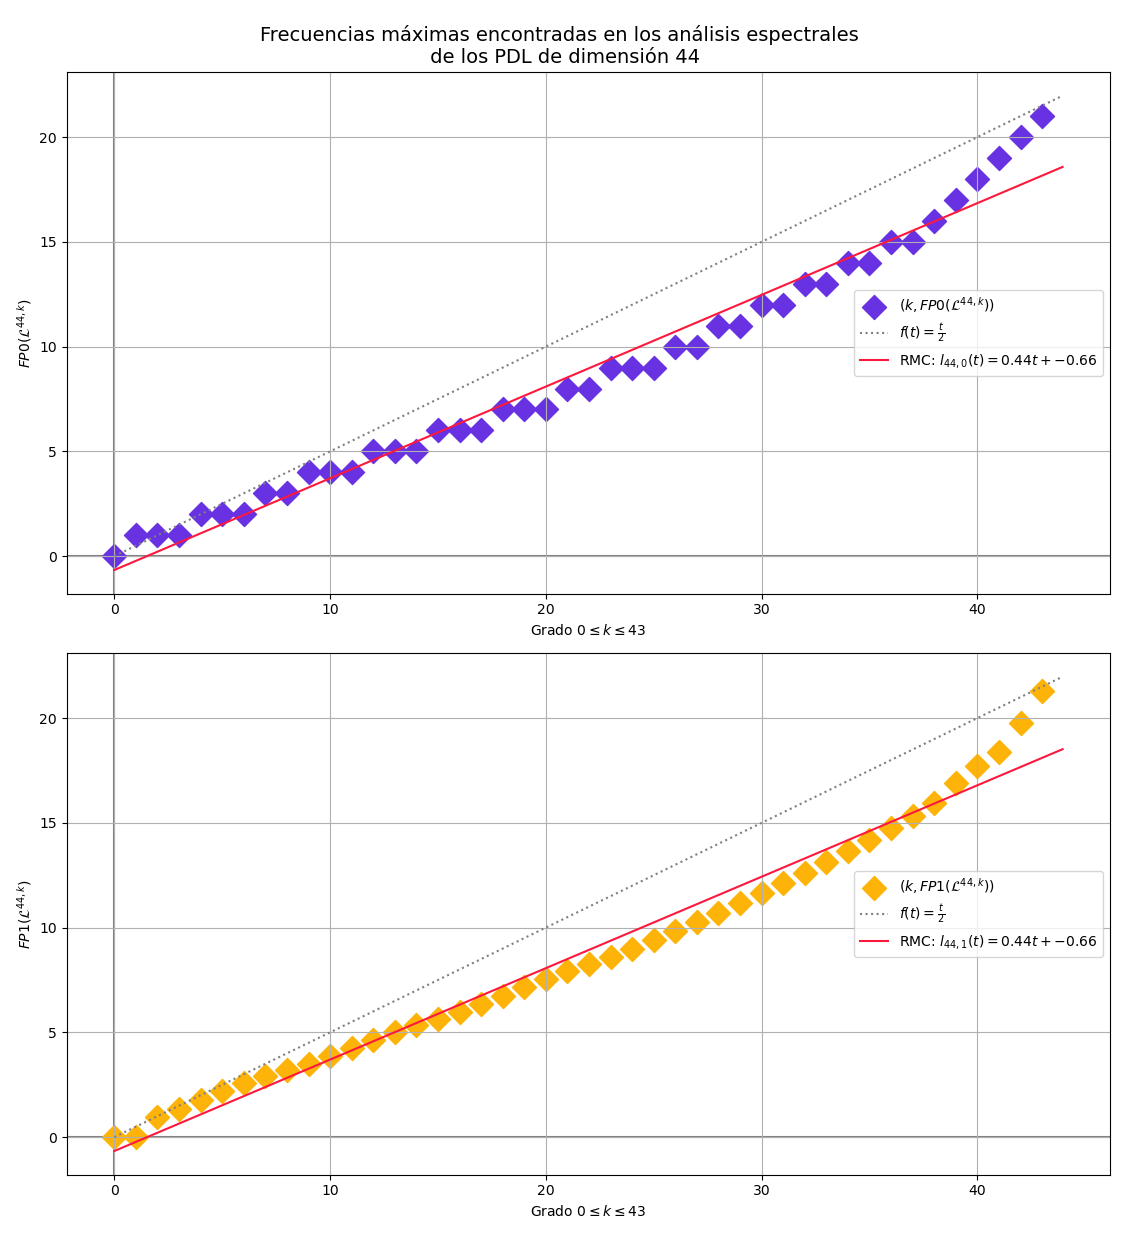 Frecuencias máximas encontradas en los análisis espectrales
de los PDL de dimensión 44
20
15
10
5
0
FP0(ℒ^{44,k})
(k, FP0(ℒ^{44,k}))
f(t) = t/2
RMC: l_{44,0}(t) = 0.44t + −0.66
0 10 20 30 40
Grado 0 ≤ k ≤ 43
20
15
10
5
0
FP1(ℒ^{44,k})
(k, FP1(ℒ^{44,k}))
f(t) = t/2
RMC: l_{44,1}(t) = 0.44t + −0.66
0 10 20 30 40
Grado 0 ≤ k ≤ 43